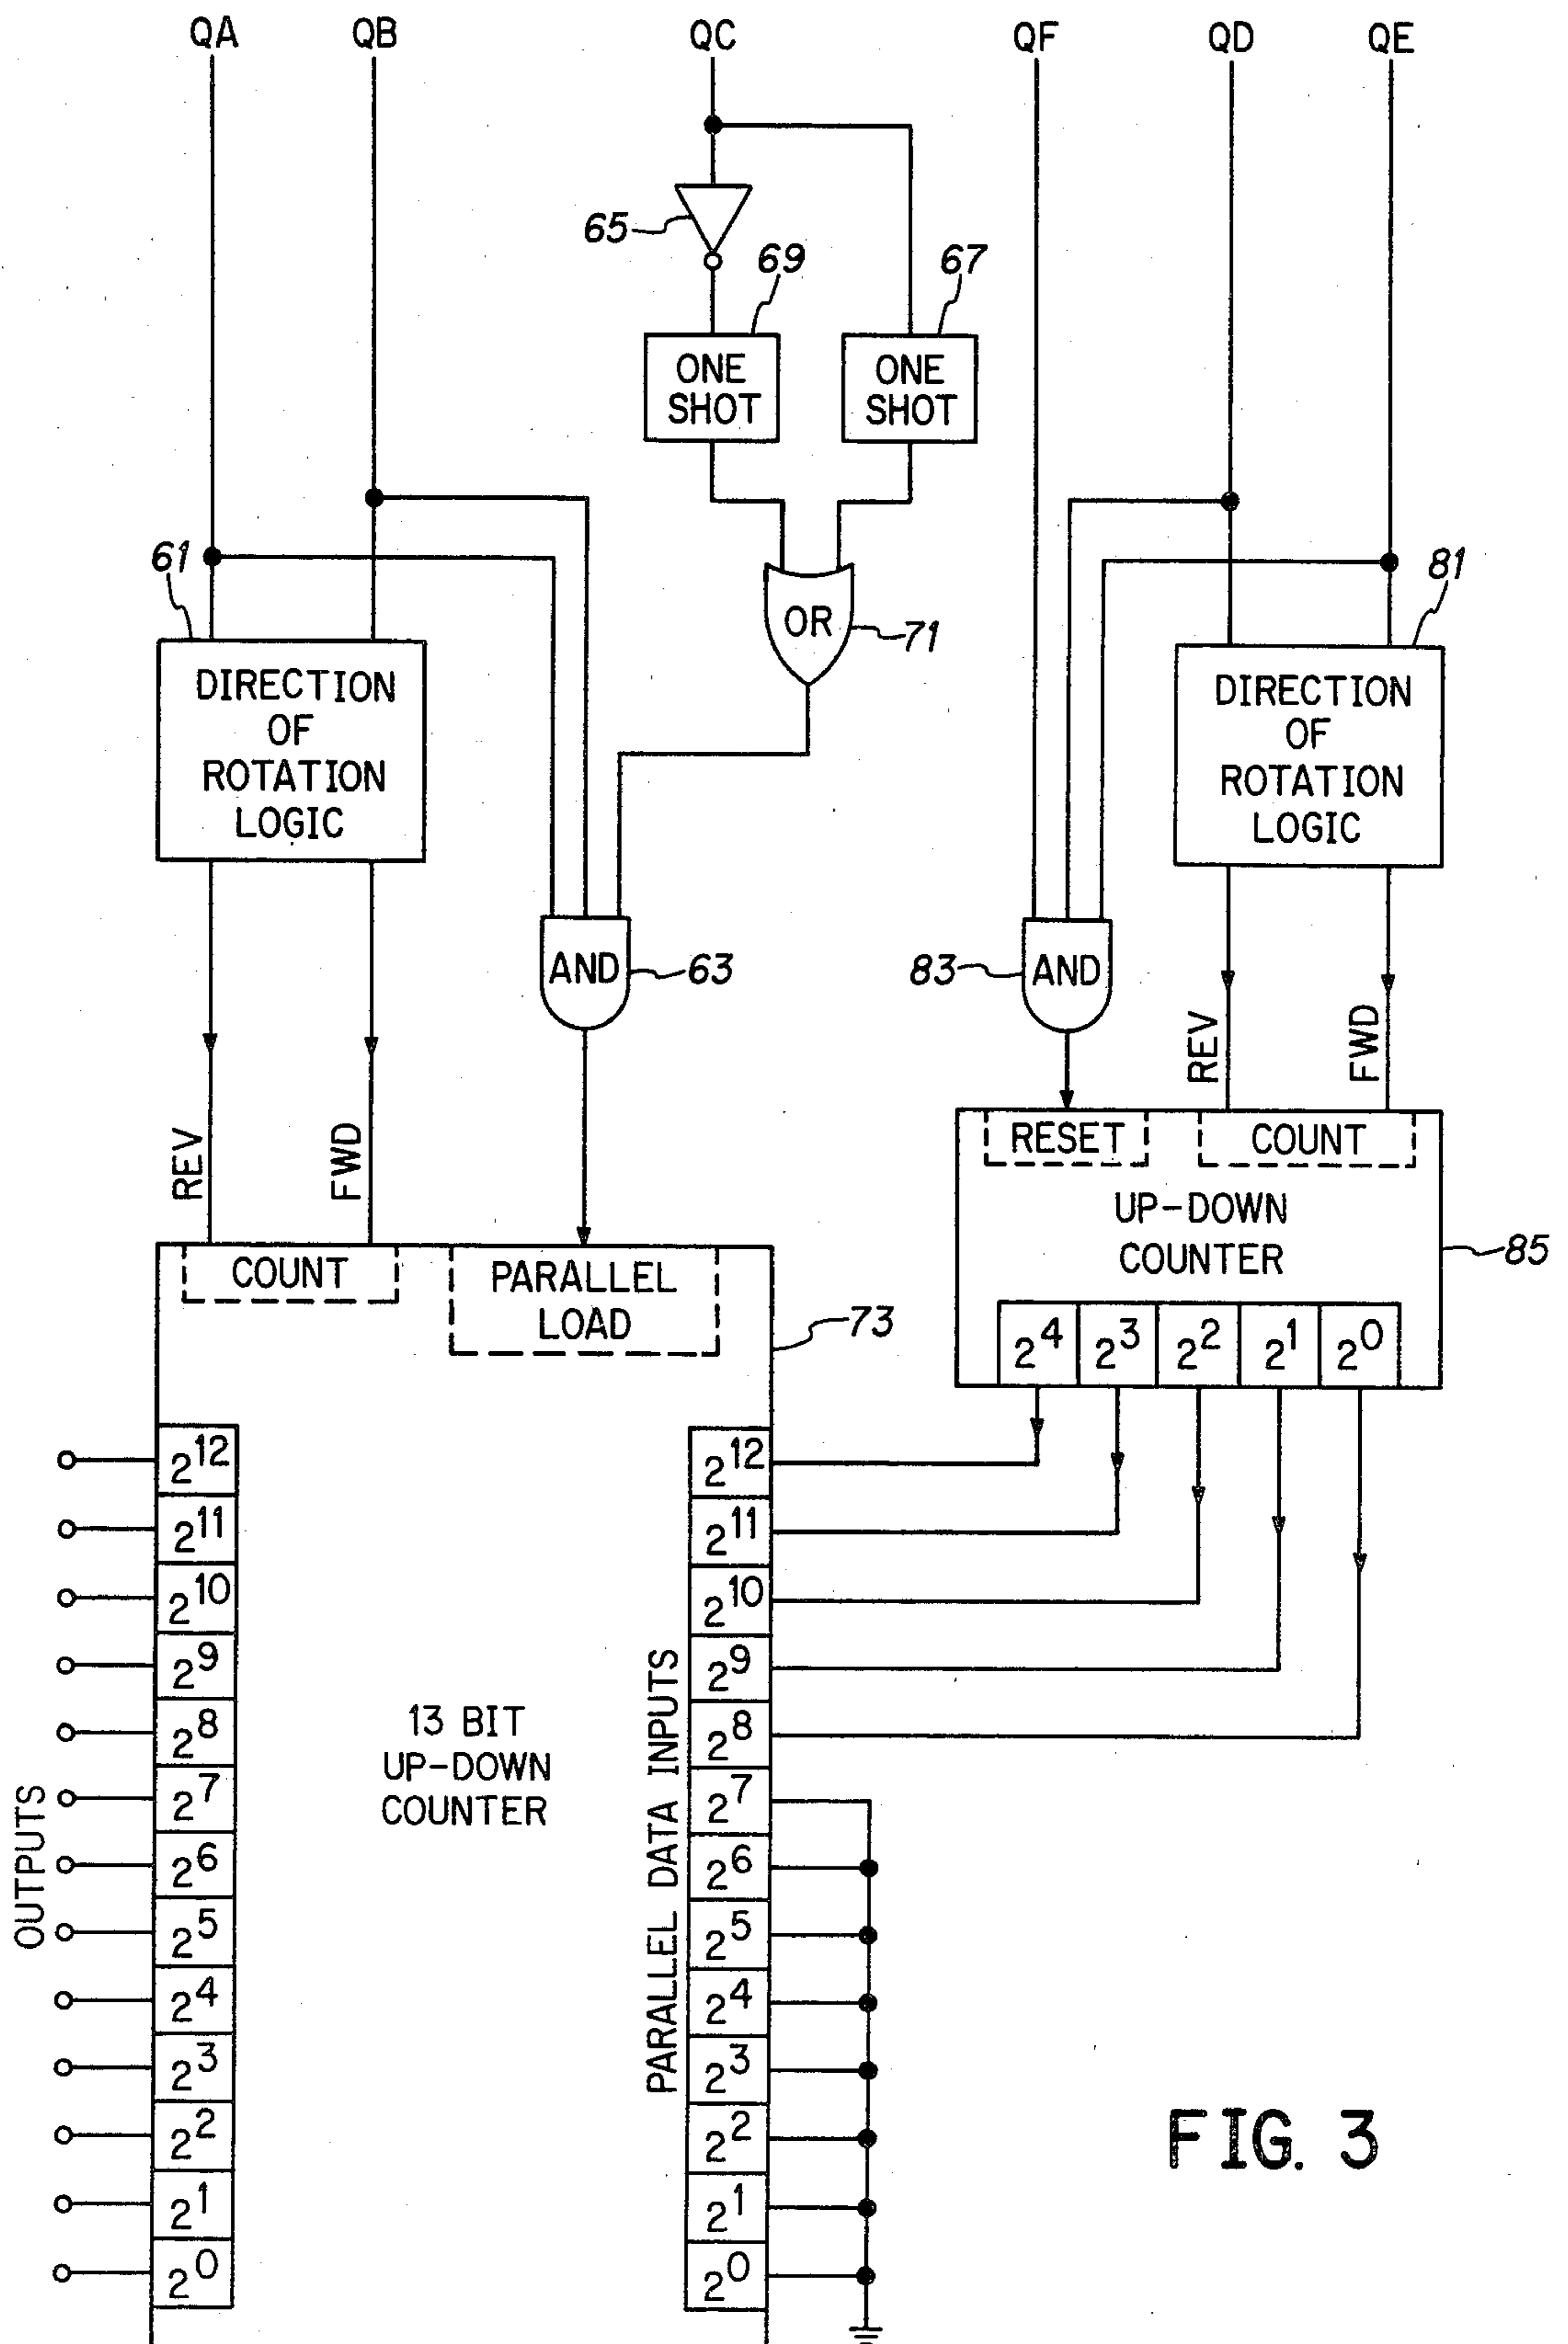 QA QB QC QF QD QE
65
69
67
ONE
SHOT
ONE
SHOT
61
81
OR
71
DIRECTION
OF
ROTATION
LOGIC
DIRECTION
OF
ROTATION
LOGIC
AND
63
83
AND
REV
FWD
REV
FWD
RESET
COUNT
UP-DOWN
COUNTER
85
2⁴ 2³ 2² 2¹ 2⁰
COUNT
PARALLEL
LOAD
73
OUTPUTS
2¹²
2¹¹
2¹⁰
2⁹
2⁸
2⁷
2⁶
2⁵
2⁴
2³
2²
2¹
2⁰
13 BIT
UP-DOWN
COUNTER
PARALLEL DATA INPUTS
2¹²
2¹¹
2¹⁰
2⁹
2⁸
2⁷
2⁶
2⁵
2⁴
2³
2²
2¹
2⁰
FIG. 3